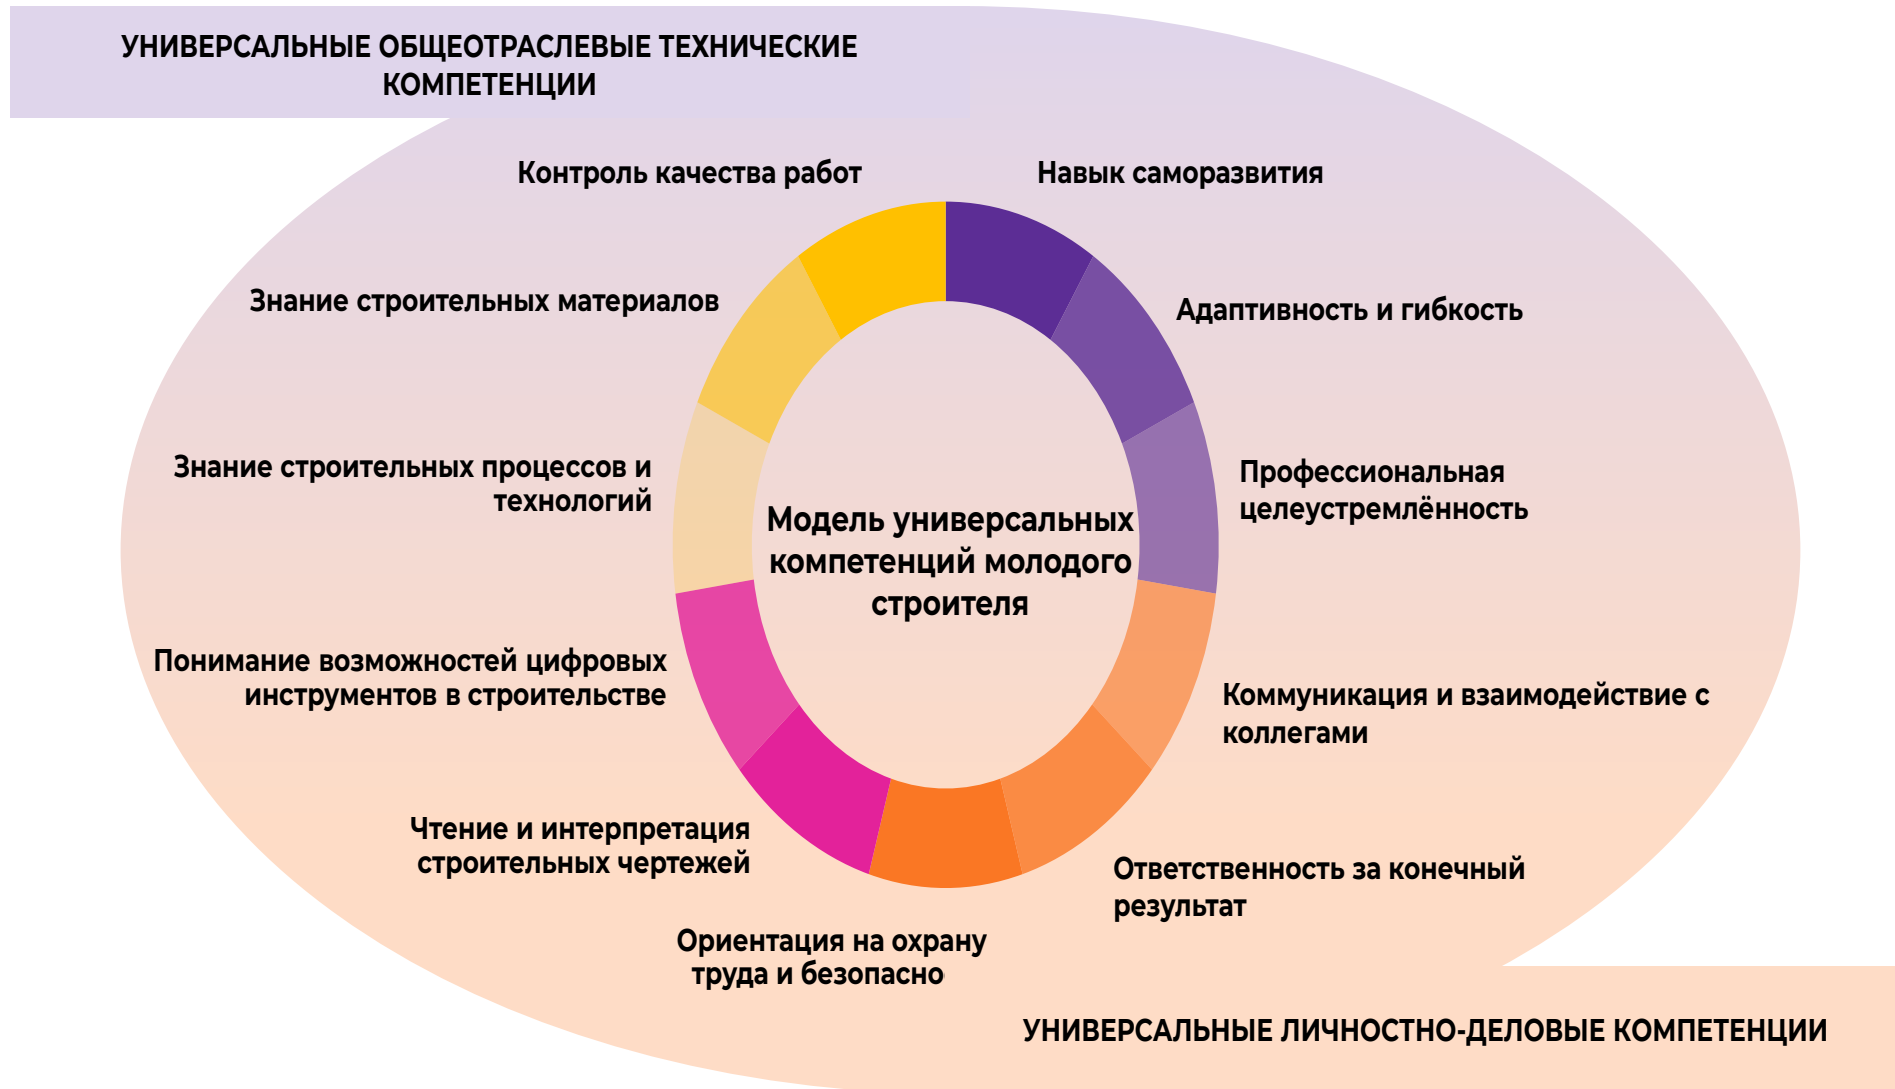 УНИВЕРСАЛЬНЫЕ ОБЩЕОТРАСЛЕВЫЕ ТЕХНИЧЕСКИЕ
КОМПЕТЕНЦИИ
Контроль качества работ
Навык саморазвития
Знание строительных материалов
Адаптивность и гибкость
Знание строительных процессов и
технологий
Профессиональная
целеустремлённость
Модель универсальных
компетенций молодого
строителя
Понимание возможностей цифровых
инструментов в строительстве
Коммуникация и взаимодействие с
коллегами
Чтение и интерпретация
строительных чертежей
Ответственность за конечный
результат
Ориентация на охрану
труда и безопасно
УНИВЕРСАЛЬНЫЕ ЛИЧНОСТНО-ДЕЛОВЫЕ КОМПЕТЕНЦИИ